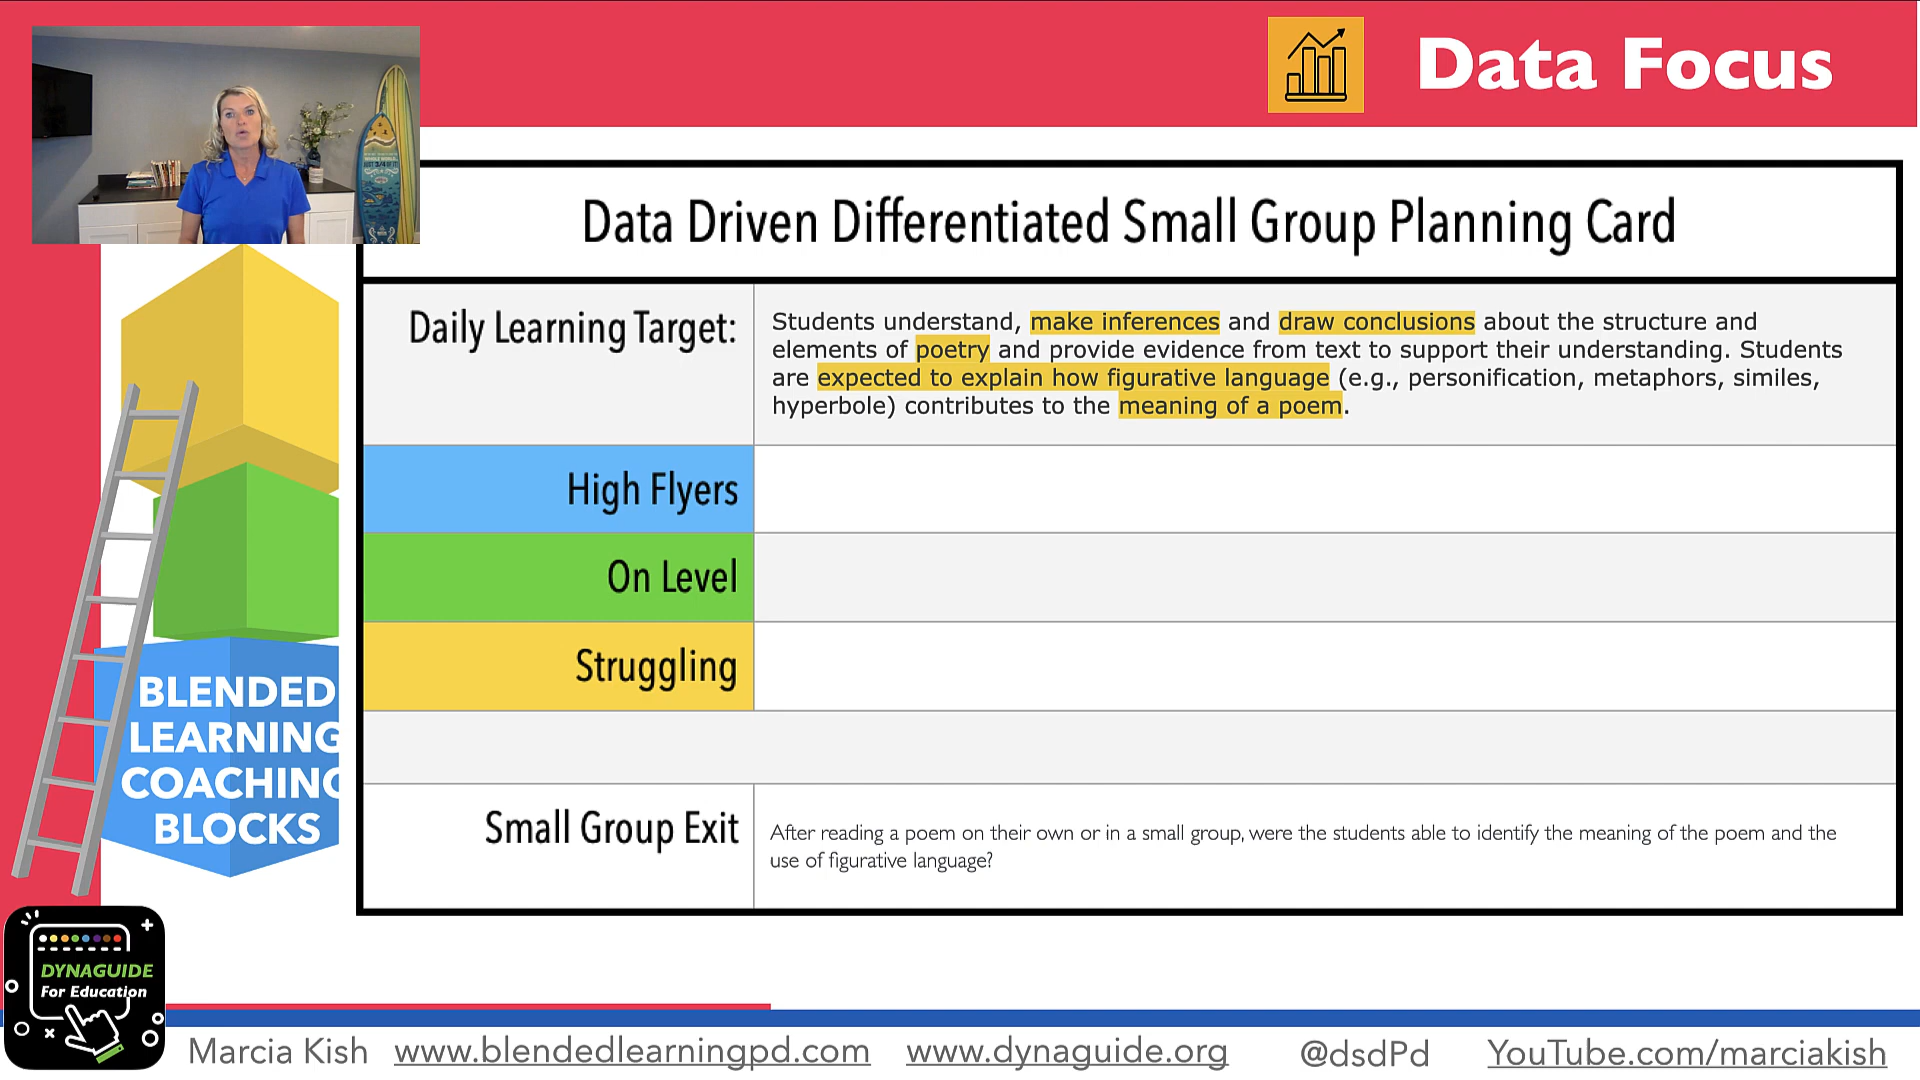 Data Focus
Data Driven Differentiated Small Group Planning Card
Daily Learning Target:
Students understand, make inferences and draw conclusions about the structure and
elements of poetry and provide evidence from text to support their understanding. Students
are expected to explain how figurative language (e.g., personification, metaphors, similes,
hyperbole) contributes to the meaning of a poem.
High Flyers
On Level
Struggling
Small Group Exit
After reading a poem on their own or in a small group, were the students able to identify the meaning of the poem and the
use of figurative language?
BLENDED
LEARNING
COACHING
BLOCKS
DYNAGUIDE
For Education
Marcia Kish www.blendedlearningpd.com www.dynaguide.org @dsdPd YouTube.com/marciakish